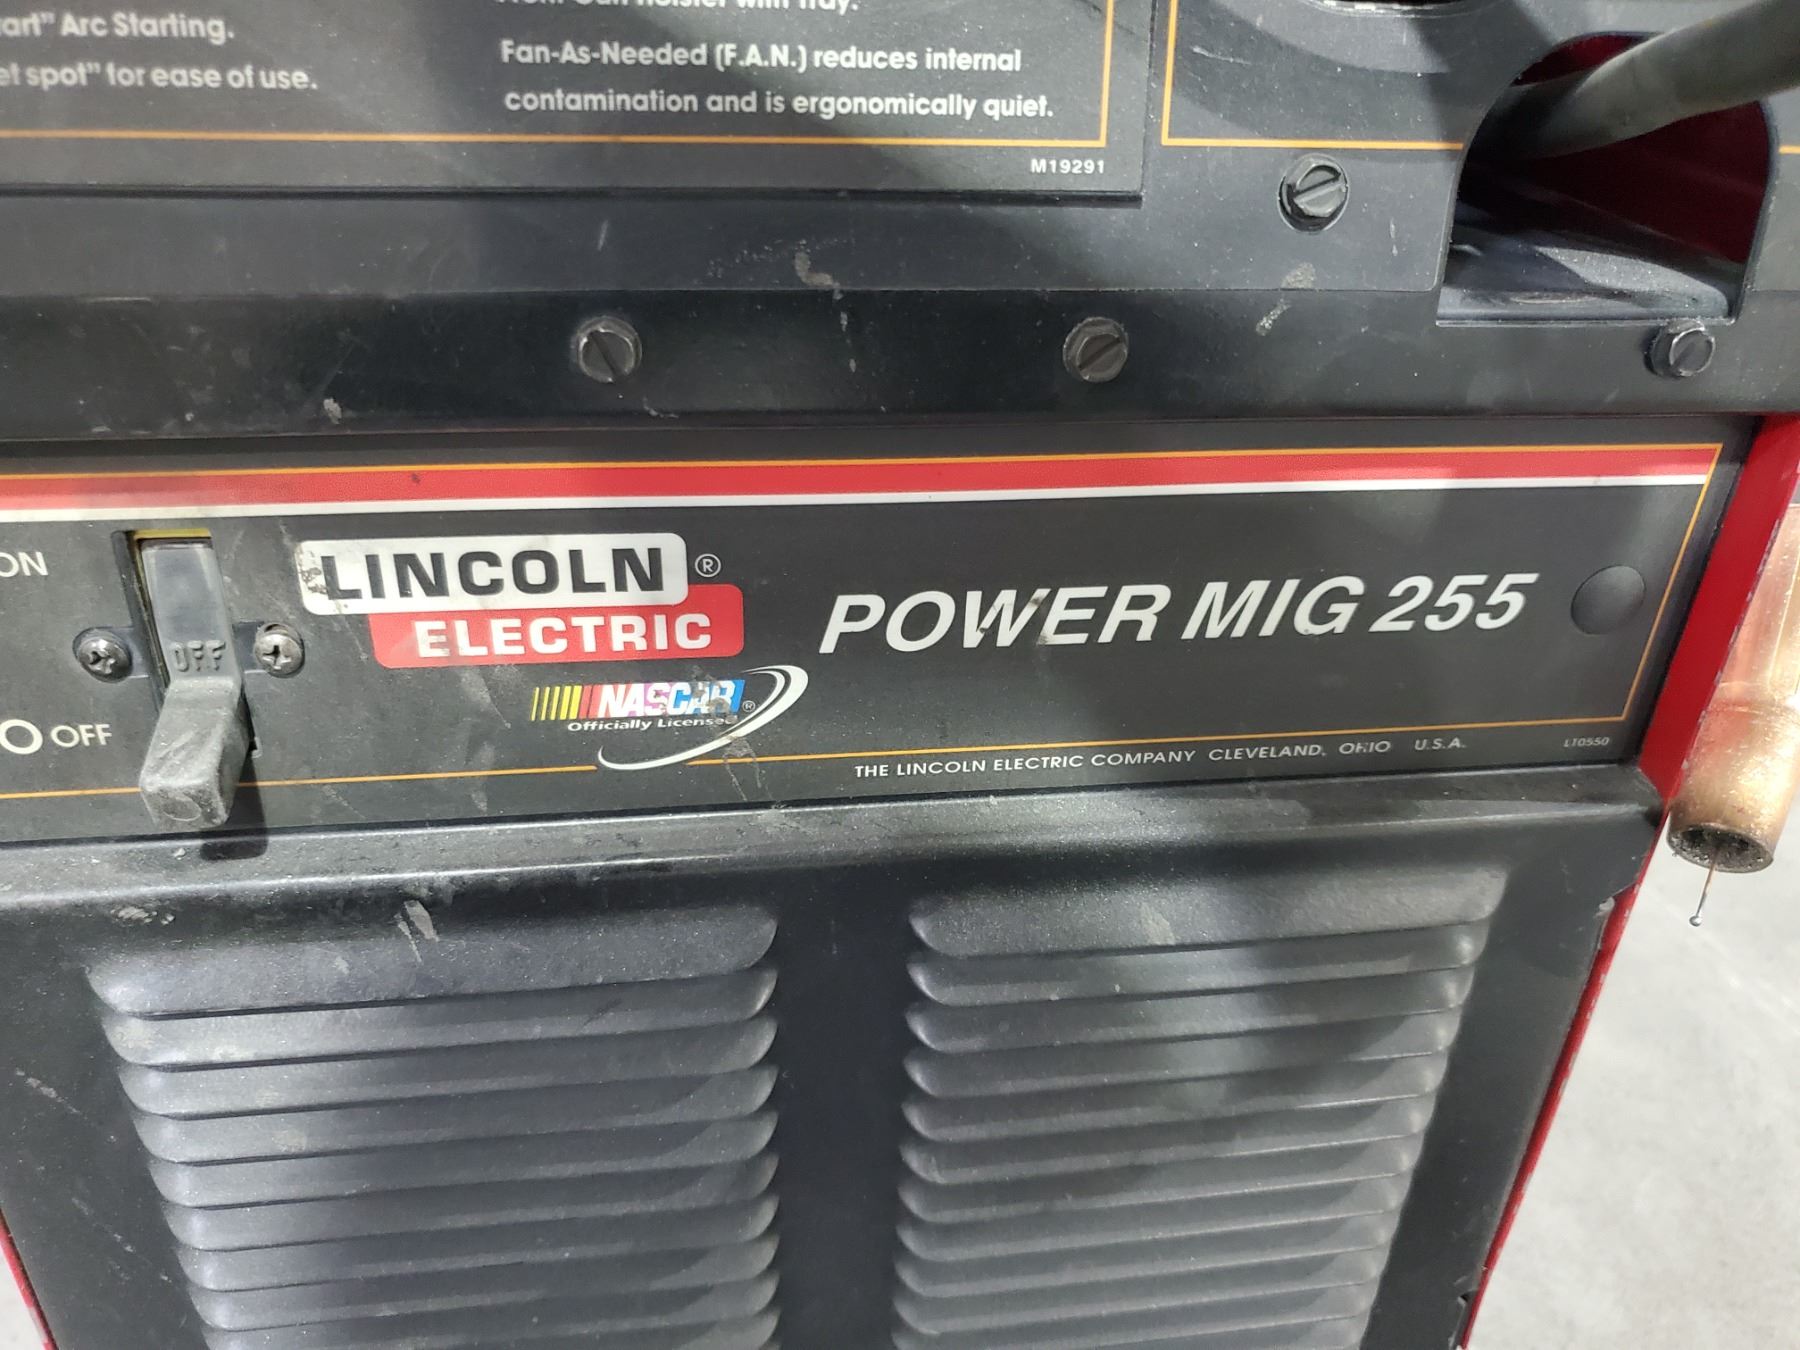 Arc Starting.
spot" for ease of use.
Fan-As-Needed (F.A.N.) reduces internal
contamination and is ergonomically quiet.
M19291
ON
OFF
OFF
LINCOLN ®
ELECTRIC
NASCAR ®
Officially Licensed
POWER MIG 255
THE LINCOLN ELECTRIC COMPANY CLEVELAND, OHIO U.S.A.
LT0550